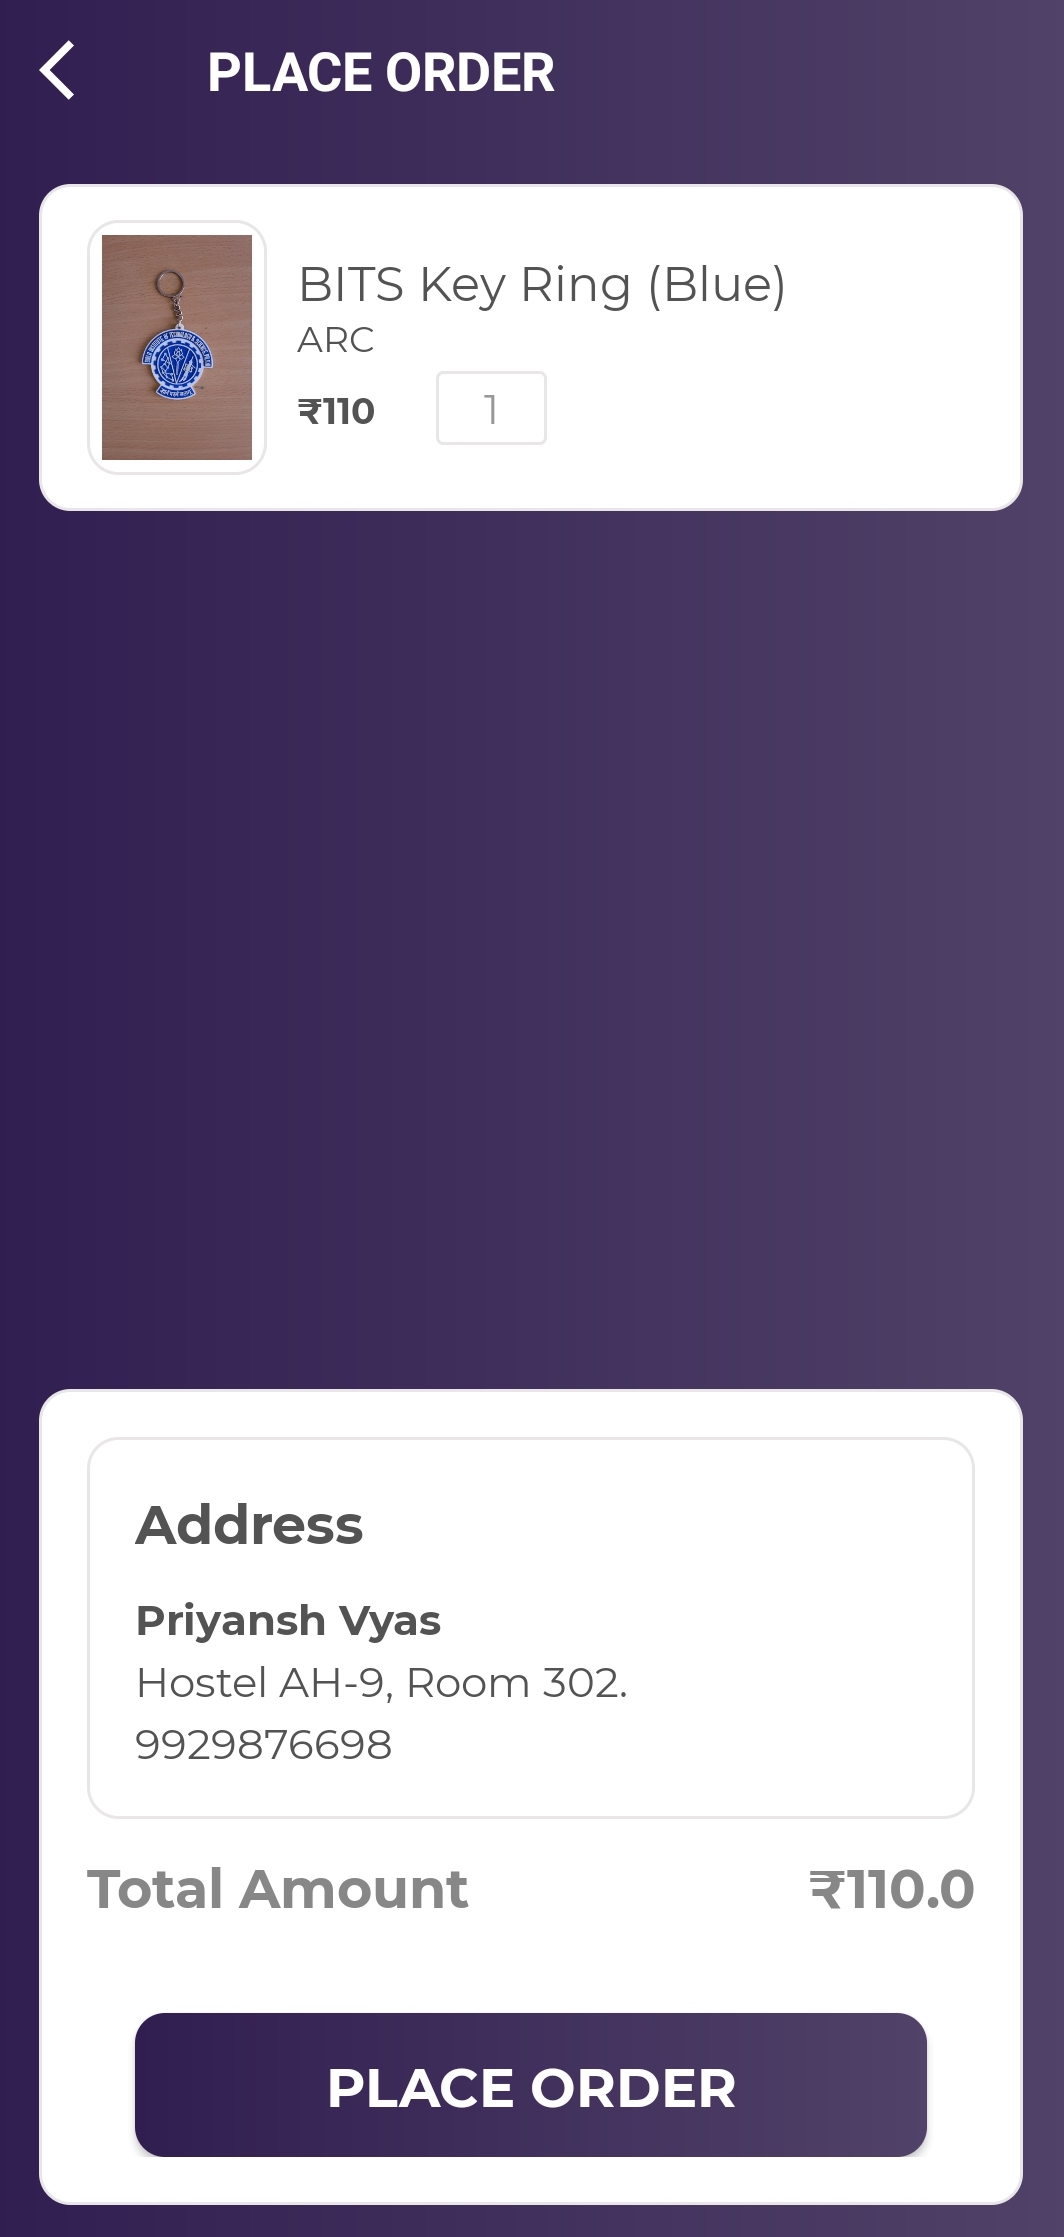 PLACE ORDER
BITS Key Ring (Blue)
ARC
₹110
1
Address
Priyansh Vyas
Hostel AH-9, Room 302.
9929876698
Total Amount
₹110.0
PLACE ORDER